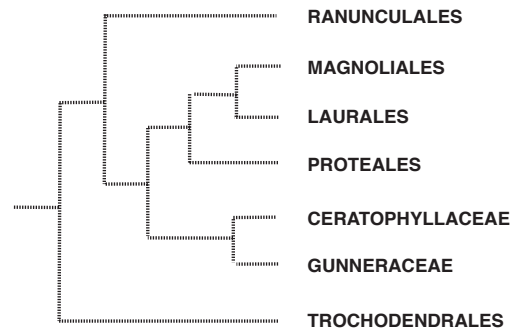 RANUNCULALES
MAGNOLIALES
LAURALES
PROTEALES
CERATOPHYLLACEAE
GUNNERACEAE
TROCHODENDRALES